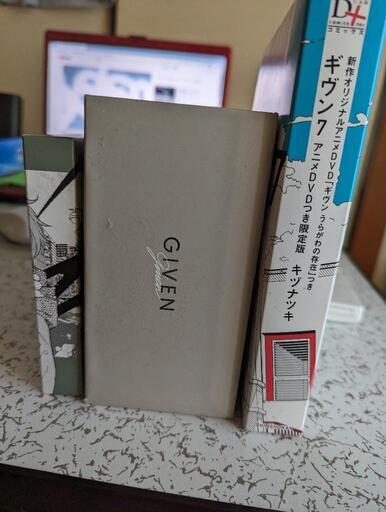 GIVEN
given
D+
コミックス
新作オリジナルアニメDVD「ギヴン うらがわの存在」つき
ギヴン7
アニメDVDつき限定版
キヅナツキ